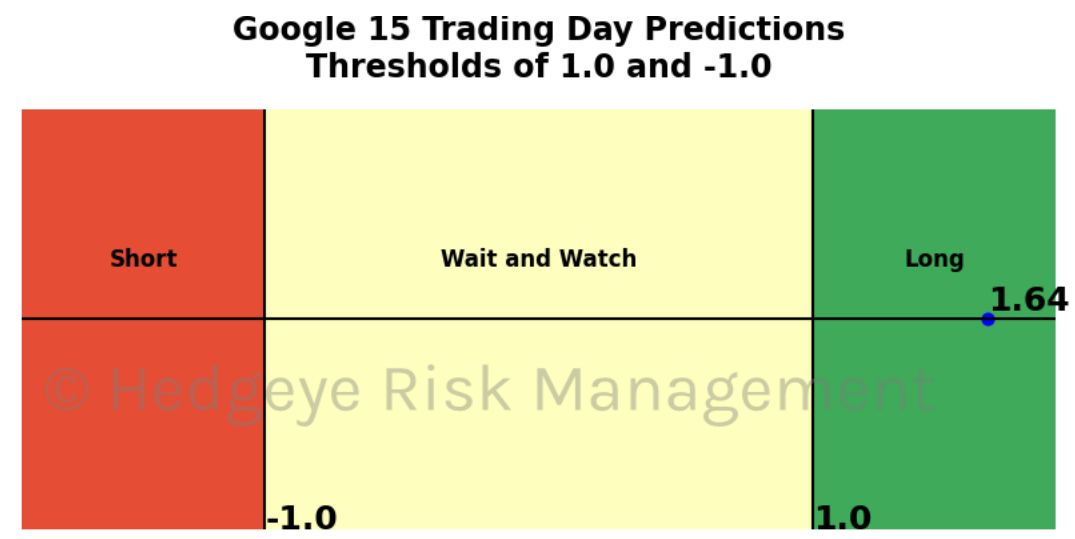 Google 15 Trading Day Predictions
Thresholds of 1.0 and -1.0
Short
Wait and Watch
Long
1.64
© Hedgeye Risk Management
-1.0
1.0